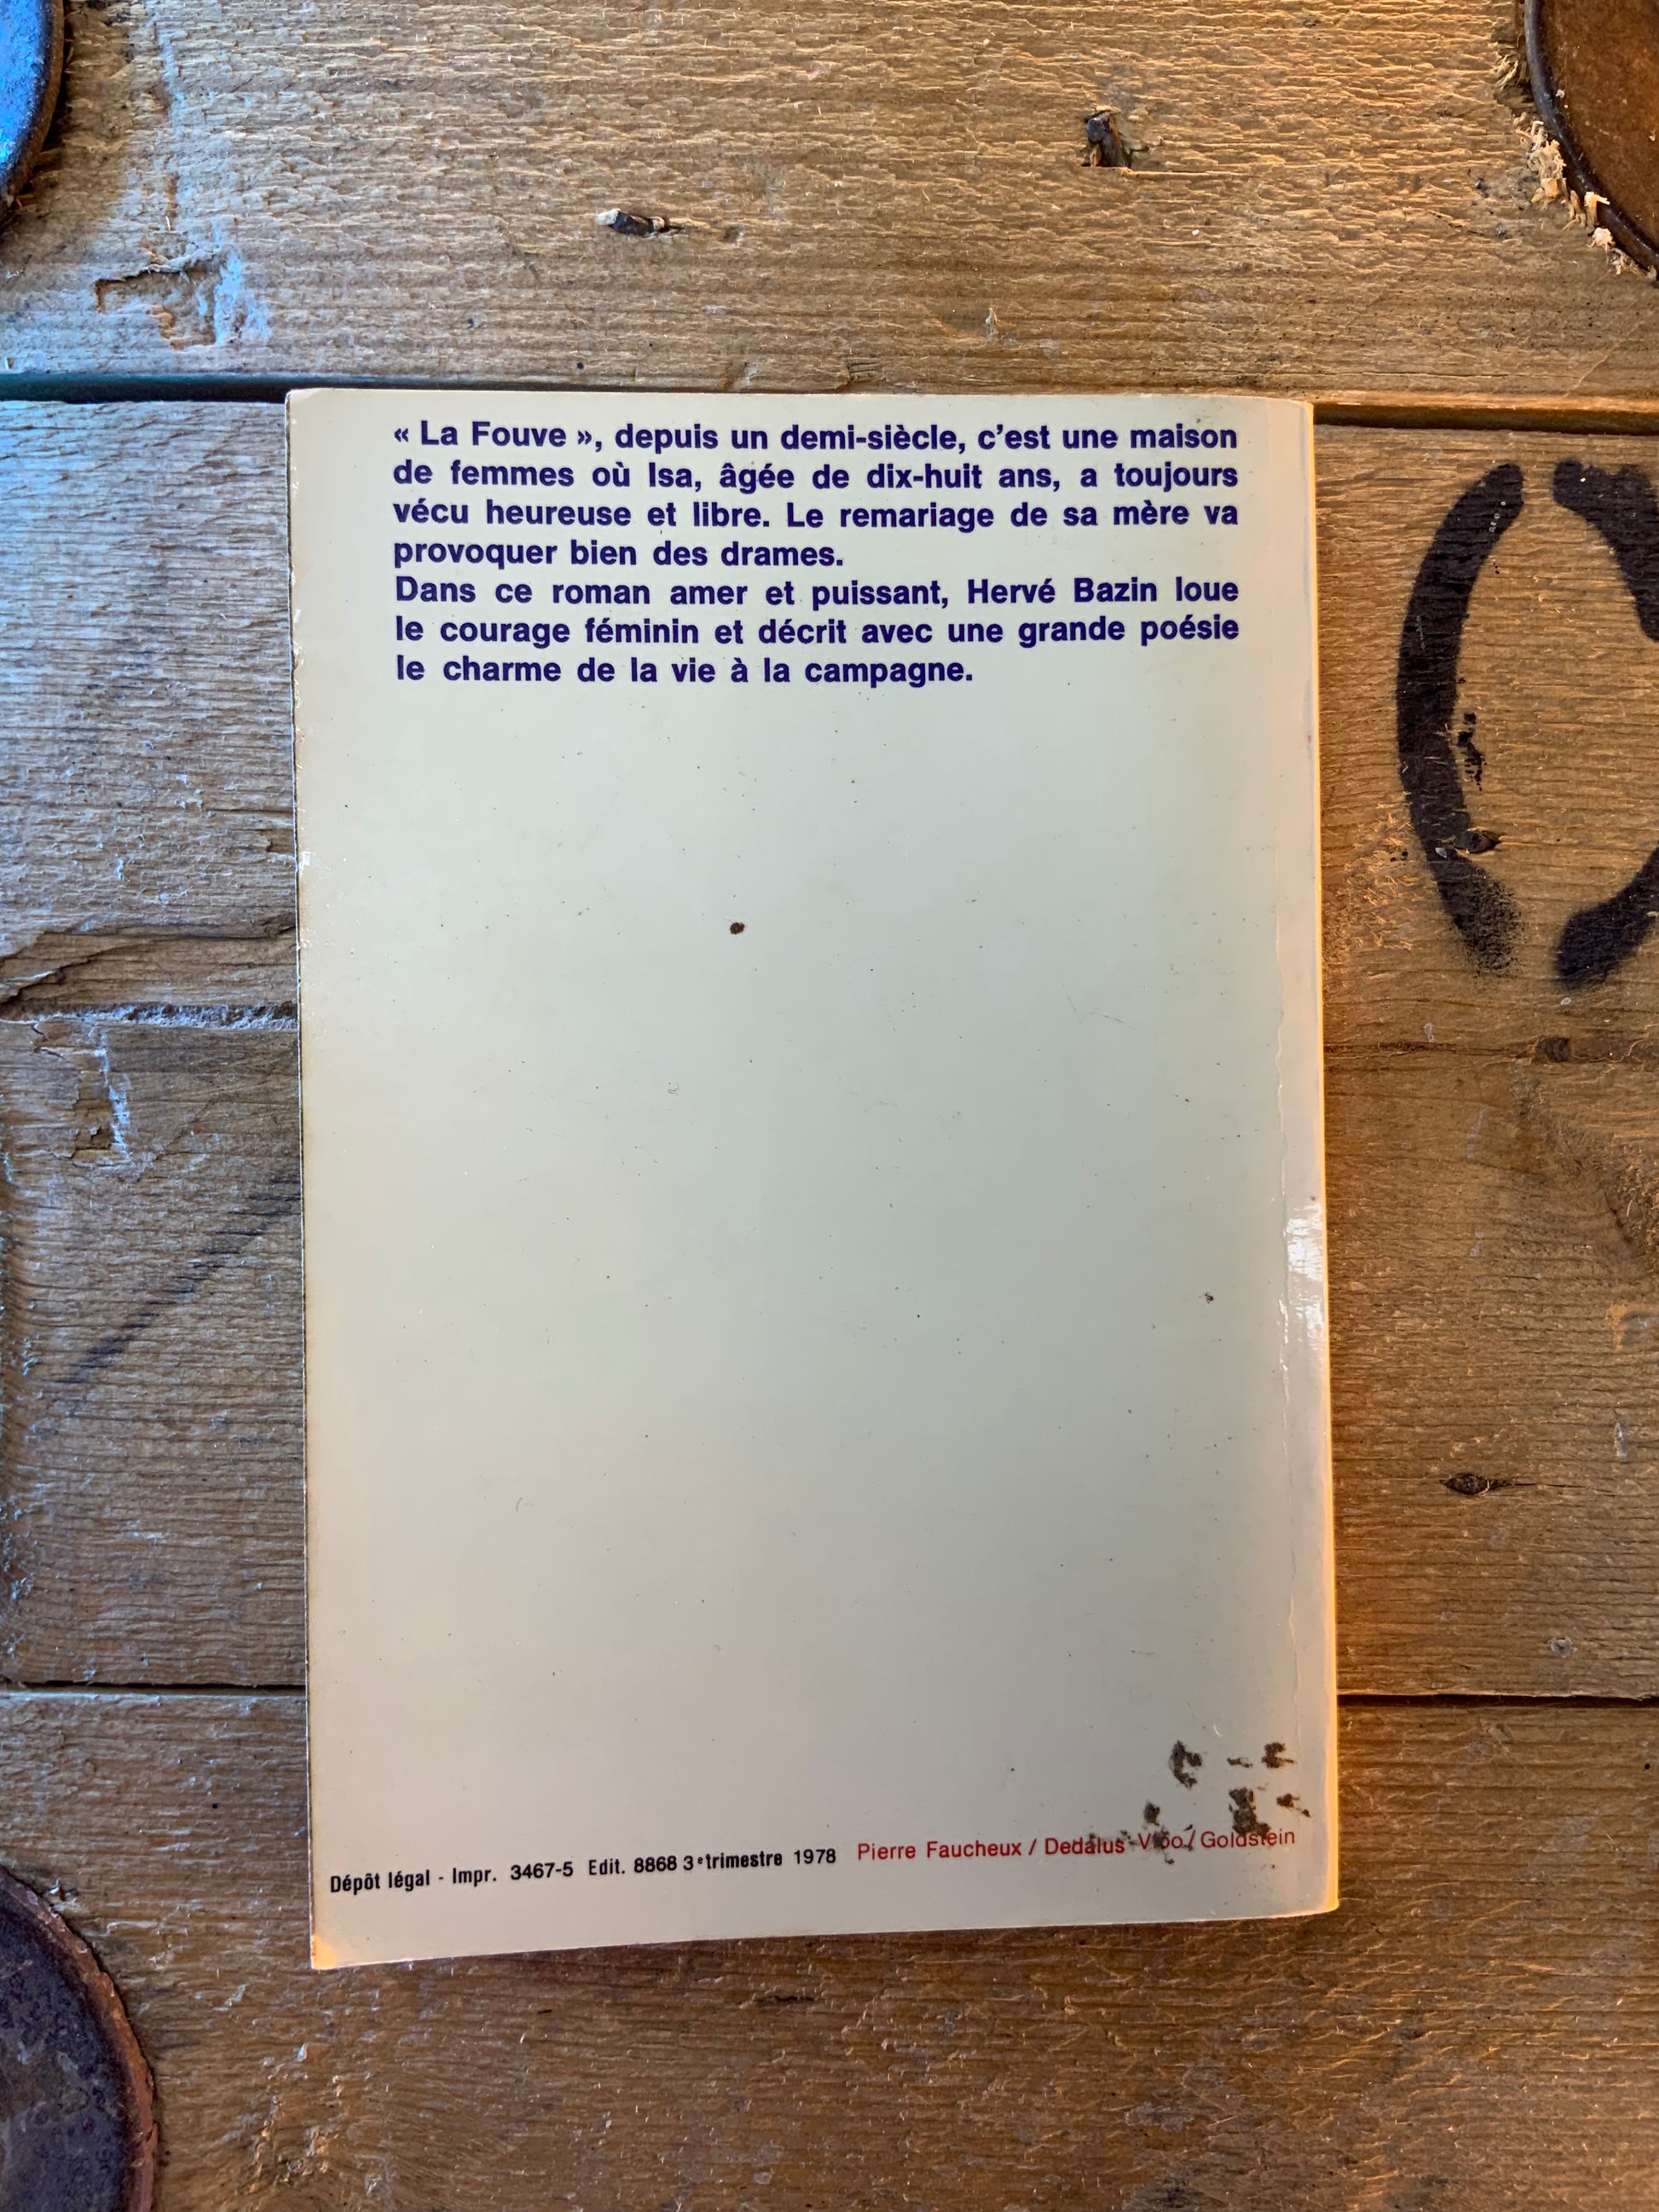 « La Fouve », depuis un demi-siècle, c'est une maison
de femmes où Isa, âgée de dix-huit ans, a toujours
vécu heureuse et libre. Le remariage de sa mère va
provoquer bien des drames.
Dans ce roman amer et puissant, Hervé Bazin loue
le courage féminin et décrit avec une grande poésie
le charme de la vie à la campagne.
Dépôt légal - Impr. 3467-5 Edit. 8868 3e trimestre 1978 Pierre Faucheux / Dedalus / Goldstein